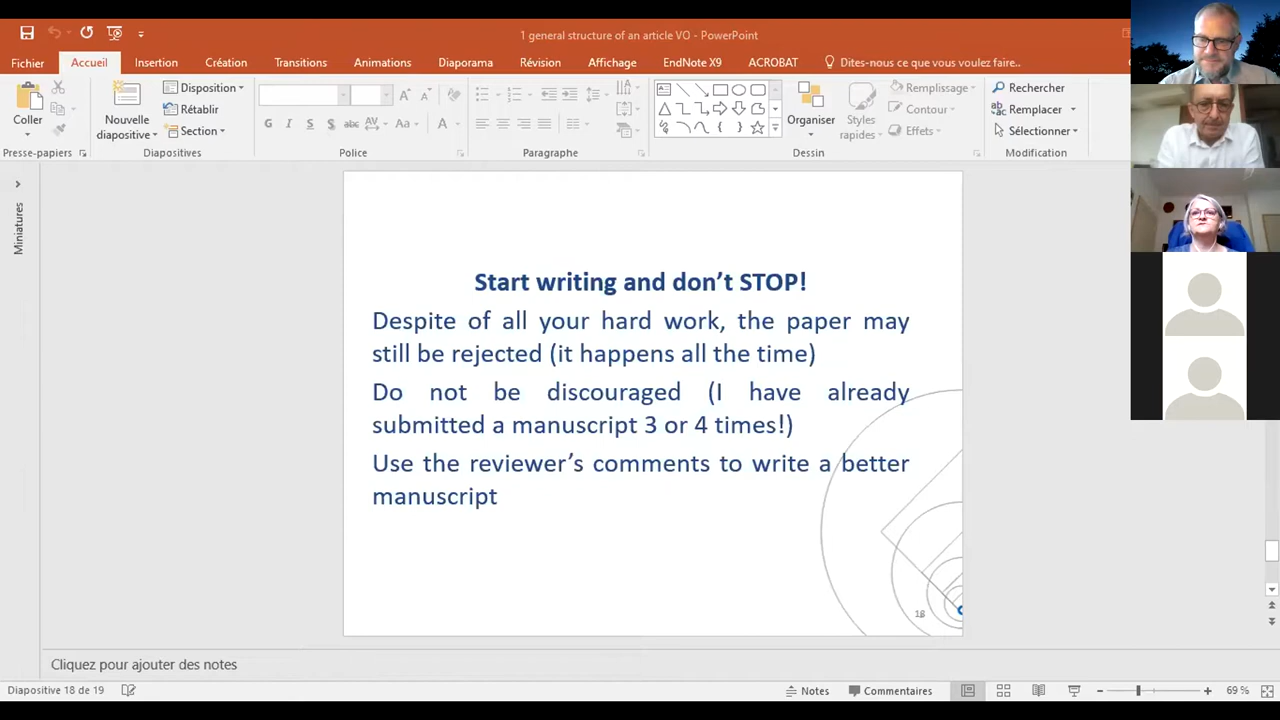 1 general structure of an article VO - PowerPoint
Fichier Accueil Insertion Création Transitions Animations Diaporama Révision Affichage EndNote X9 ACROBAT Dites-nous ce que vous voulez faire..
Coller
Nouvelle
diapositive
Disposition
Rétablir
Section
G I S S abc AV Aa A
Organiser
Styles
rapides
Remplissage
Contour
Effets
Rechercher
Remplacer
Sélectionner
Presse-papiers Diapositives Police Paragraphe Dessin Modification
Miniatures
Start writing and don’t STOP!
Despite of all your hard work, the paper may
still be rejected (it happens all the time)
Do not be discouraged (I have already
submitted a manuscript 3 or 4 times!)
Use the reviewer’s comments to write a better
manuscript
18
Cliquez pour ajouter des notes
Diapositive 18 de 19 Notes Commentaires 69 %